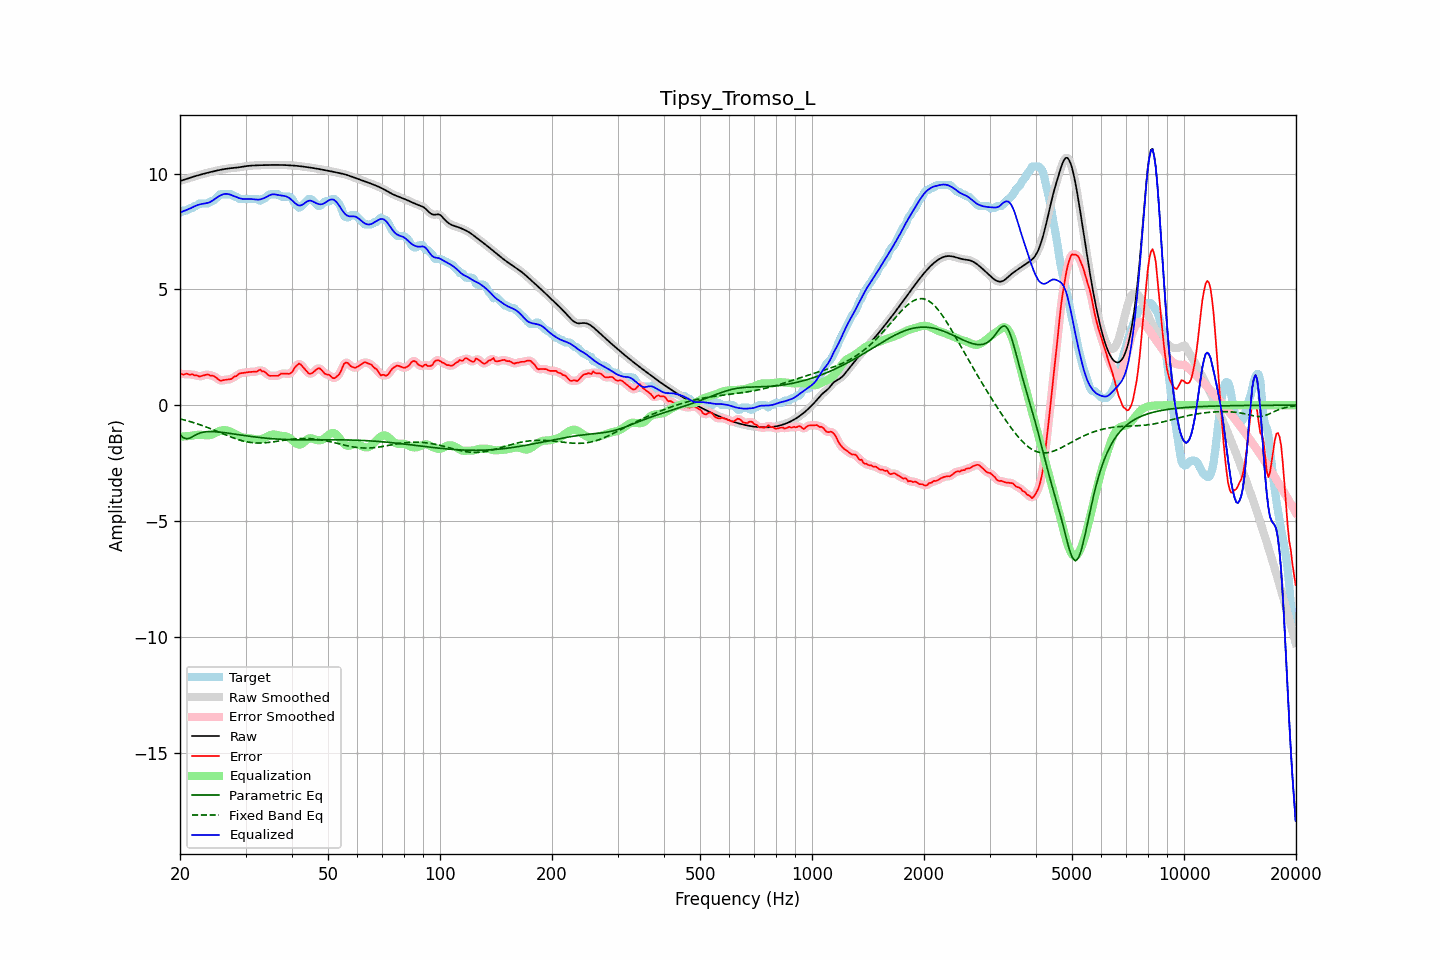 Tipsy_Tromso_L
Amplitude (dBr)
10
5
0
−5
−10
−15
Target
Raw Smoothed
Error Smoothed
Raw
Error
Equalization
Parametric Eq
Fixed Band Eq
Equalized
20 50 100 200 500 1000 2000 5000 10000 20000
Frequency (Hz)